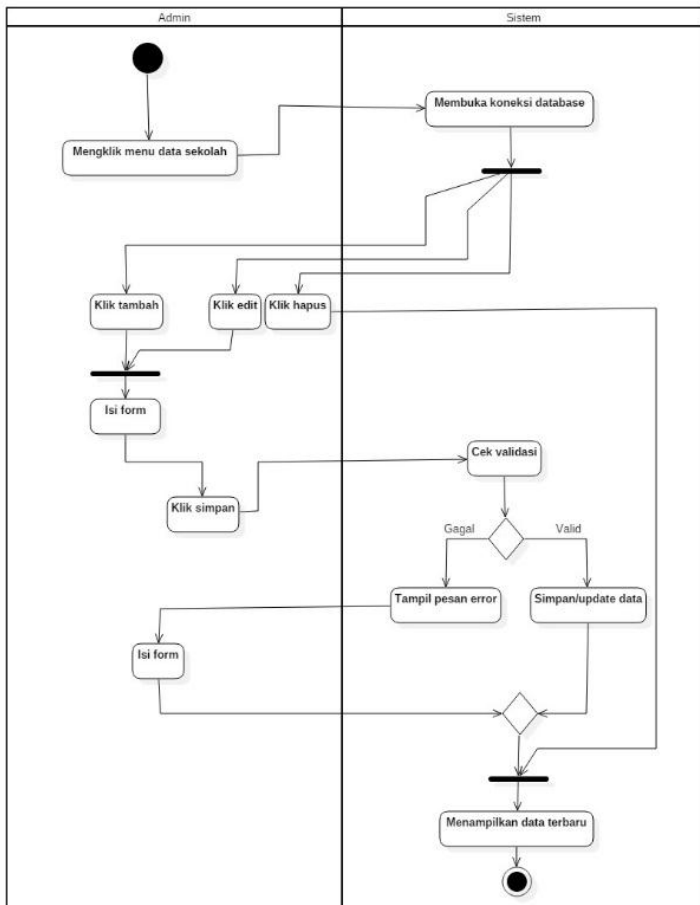 Admin
Sistem
Membuka koneksi database
Mengklik menu data sekolah
Klik tambah
Klik edit
Klik hapus
Isi form
Cek validasi
Klik simpan
Gagal
Valid
Tampil pesan error
Simpan/update data
Isi form
Menampilkan data terbaru